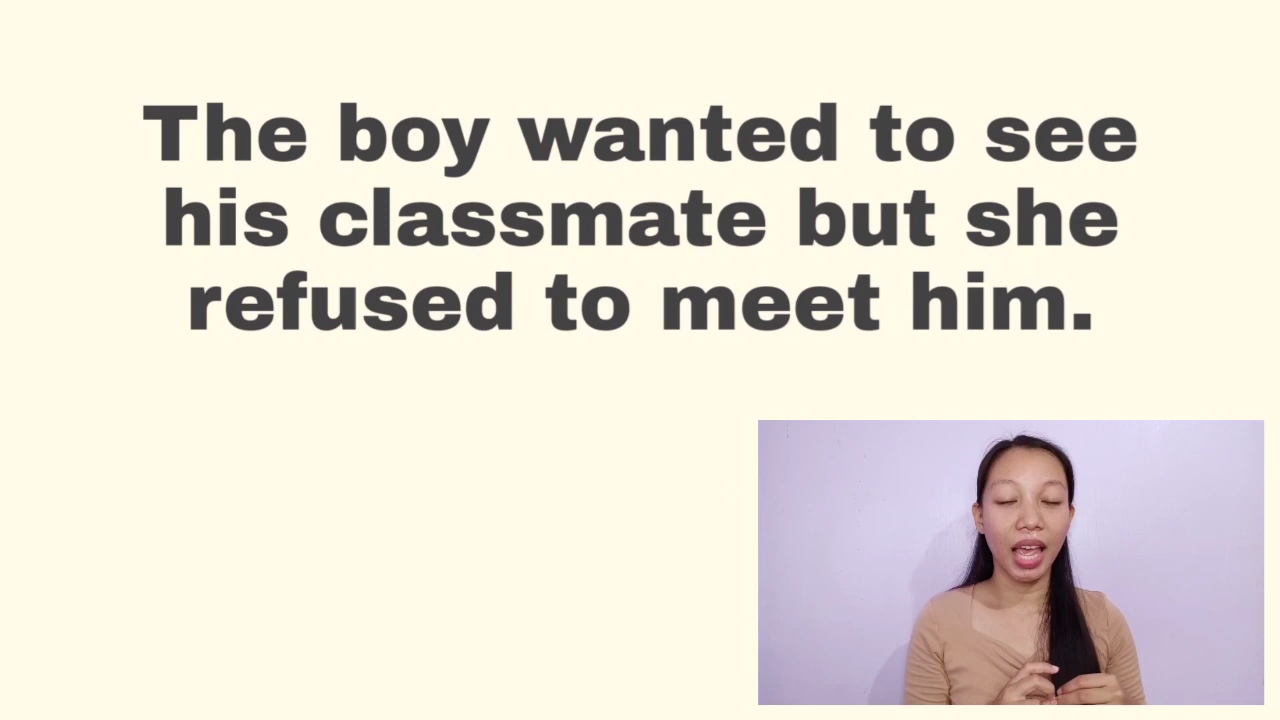 The boy wanted to see
his classmate but she
refused to meet him.